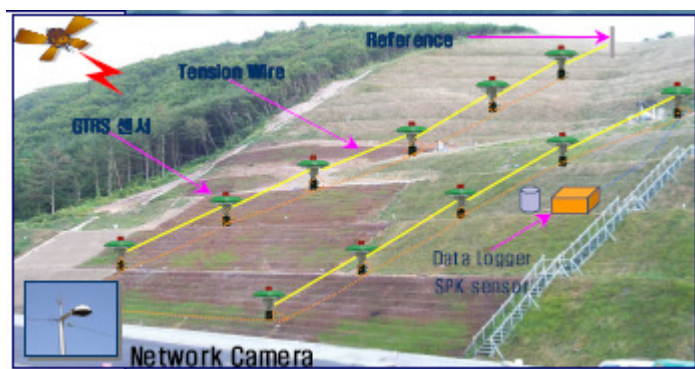 Reference
Tension Wire
GTRS 센서
Data Logger
SPK sensor
Network Camera